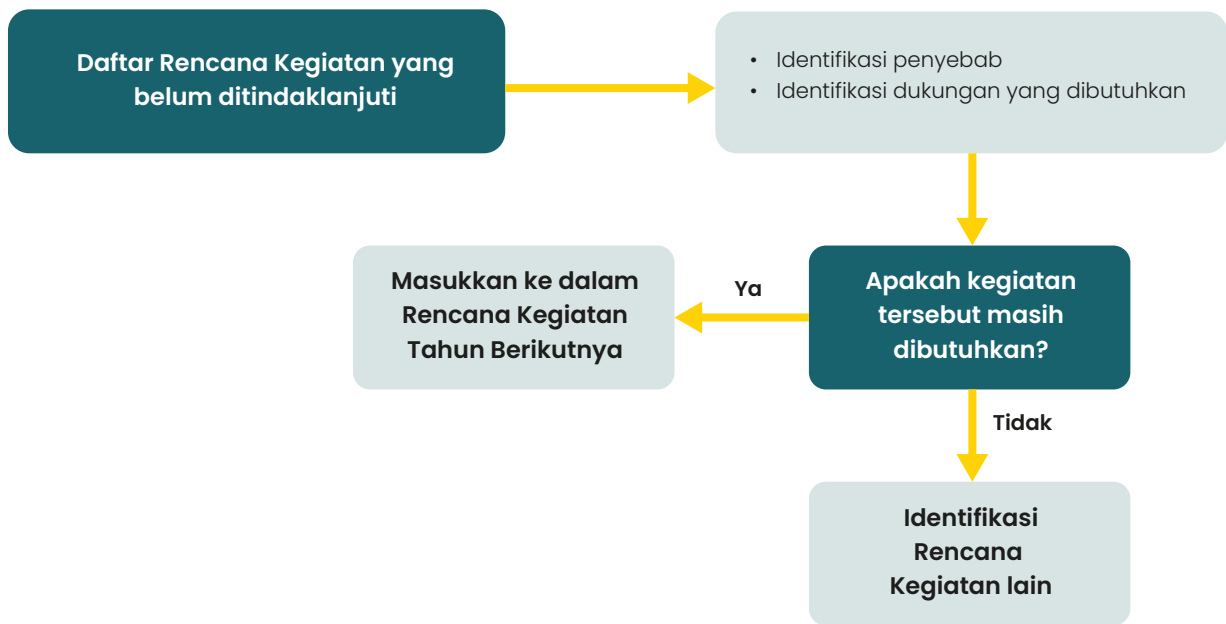 Daftar Rencana Kegiatan yang
belum ditindaklanjuti
• Identifikasi penyebab
• Identifikasi dukungan yang dibutuhkan
Masukkan ke dalam
Rencana Kegiatan
Tahun Berikutnya
Ya
Apakah kegiatan
tersebut masih
dibutuhkan?
Tidak
Identifikasi
Rencana
Kegiatan lain